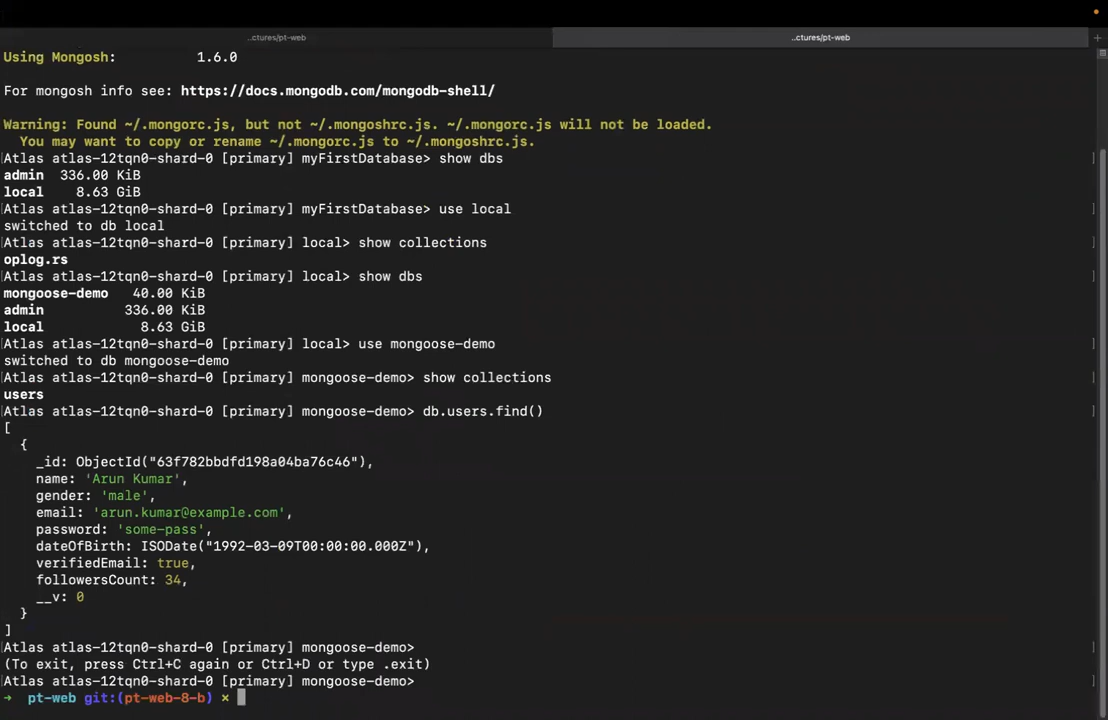 ..ctures/pt-web ..ctures/pt-web +
Using Mongosh: 1.6.0
For mongosh info see: https://docs.mongodb.com/mongodb-shell/
Warning: Found ~/.mongorc.js, but not ~/.mongoshrc.js. ~/.mongorc.js will not be loaded.
You may want to copy or rename ~/.mongorc.js to ~/.mongoshrc.js.
[Atlas atlas-12tqn0-shard-0 [primary] myFirstDatabase> show dbs ]
admin 336.00 KiB
local 8.63 GiB
[Atlas atlas-12tqn0-shard-0 [primary] myFirstDatabase> use local ]
switched to db local
[Atlas atlas-12tqn0-shard-0 [primary] local> show collections ]
oplog.rs
[Atlas atlas-12tqn0-shard-0 [primary] local> show dbs ]
mongoose-demo 40.00 KiB
admin 336.00 KiB
local 8.63 GiB
[Atlas atlas-12tqn0-shard-0 [primary] local> use mongoose-demo ]
switched to db mongoose-demo
[Atlas atlas-12tqn0-shard-0 [primary] mongoose-demo> show collections ]
users
[Atlas atlas-12tqn0-shard-0 [primary] mongoose-demo> db.users.find() ]
[
{
_id: ObjectId("63f782bbdfd198a04ba76c46"),
name: 'Arun Kumar',
gender: 'male',
email: 'arun.kumar@example.com',
password: 'some-pass',
dateOfBirth: ISODate("1992-03-09T00:00:00.000Z"),
verifiedEmail: true,
followersCount: 34,
__v: 0
}
]
[Atlas atlas-12tqn0-shard-0 [primary] mongoose-demo> ]
(To exit, press Ctrl+C again or Ctrl+D or type .exit)
[Atlas atlas-12tqn0-shard-0 [primary] mongoose-demo> ]
→ pt-web git:(pt-web-8-b) ×